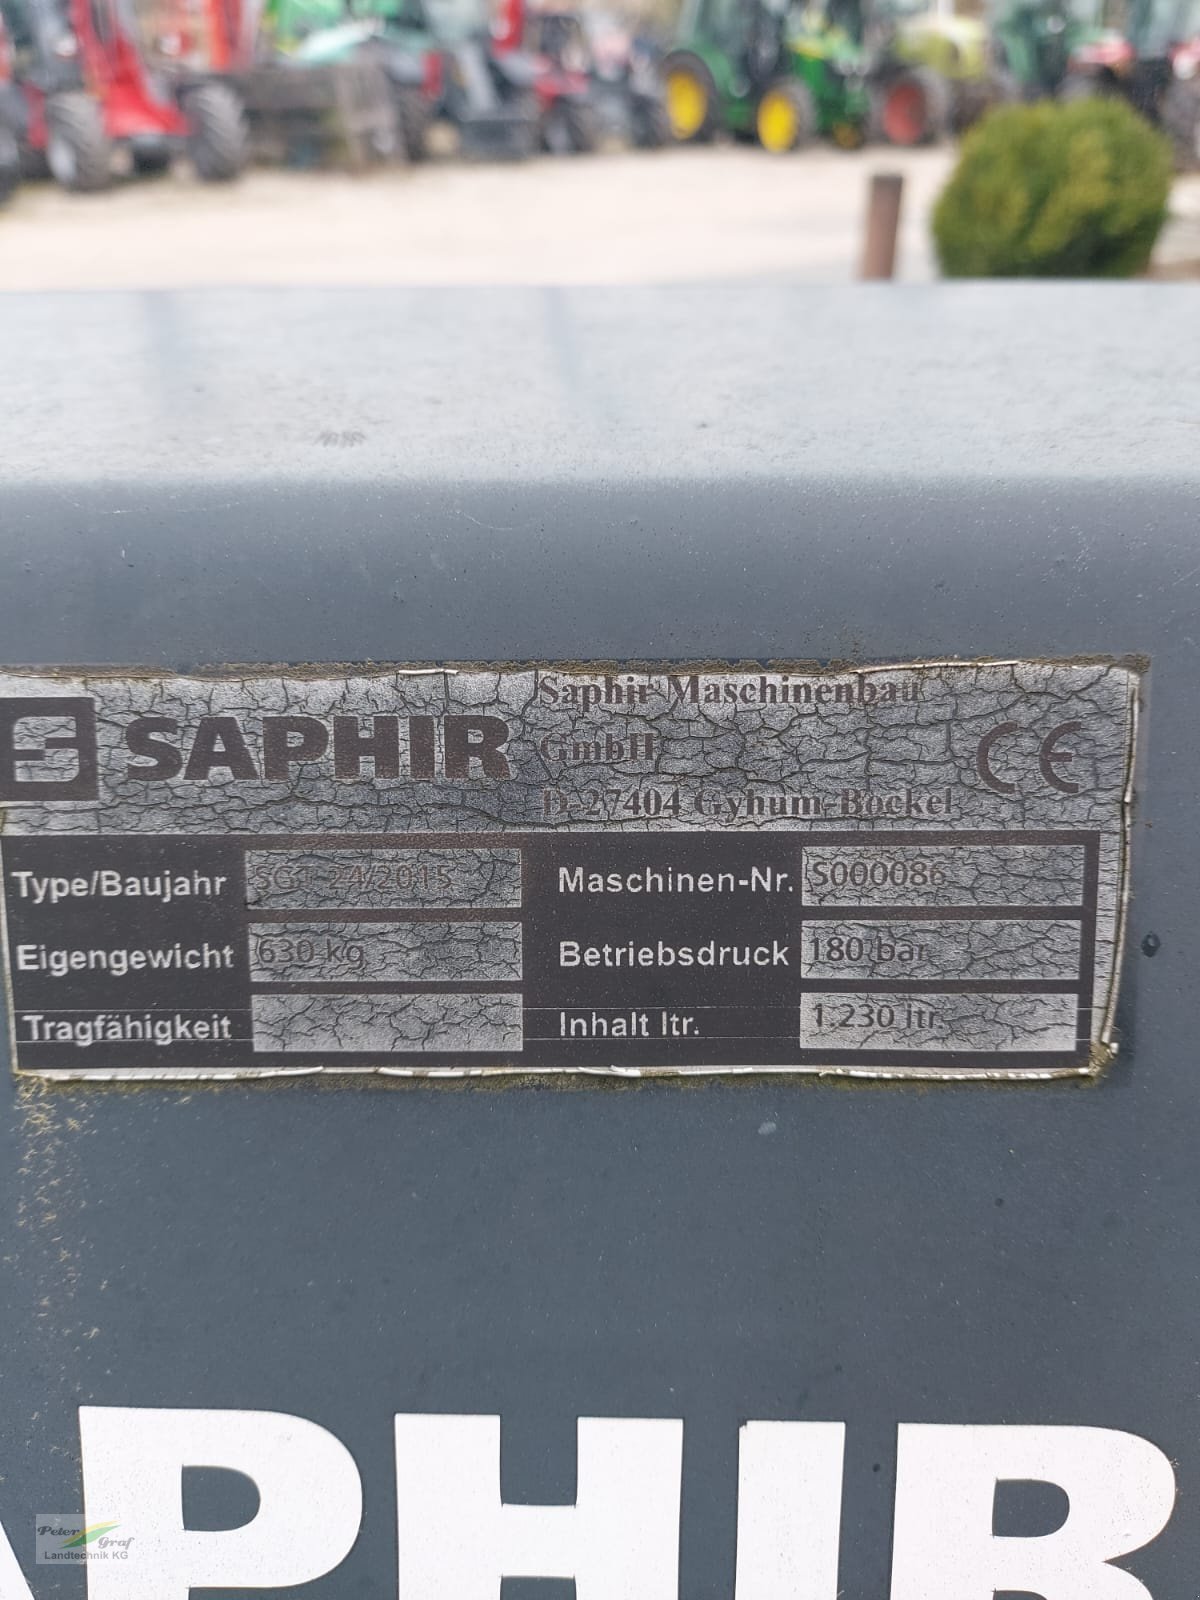 SAPHIR
Saphir Maschinenbau
GmbH
D-27404 Gyhum-Bockel
CE
Type/Baujahr SGT 24/2015 Maschinen-Nr. S000086
Eigengewicht 630 kg Betriebsdruck 180 bar
Tragfähigkeit Inhalt ltr. 1.230 ltr.
APHIR
Peter Graf
Landtechnik KG